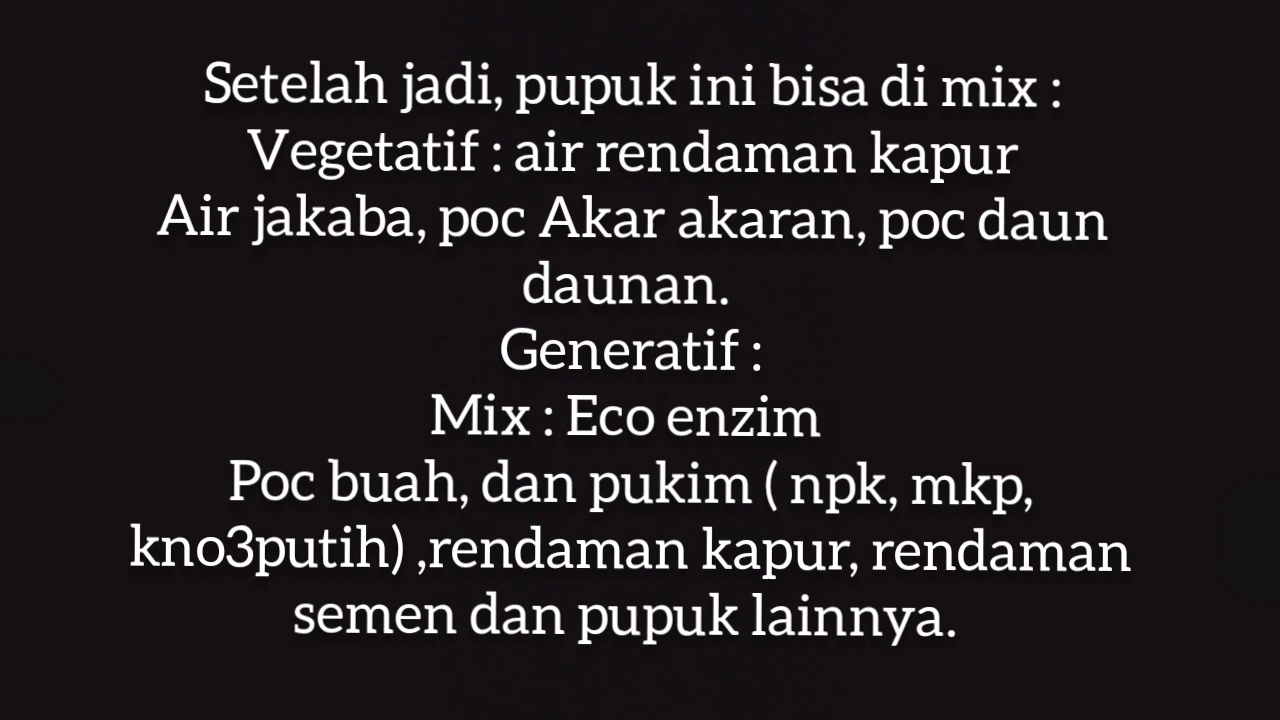 Setelah jadi, pupuk ini bisa di mix :
Vegetatif : air rendaman kapur
Air jakaba, poc Akar akaran, poc daun
daunan.
Generatif :
Mix : Eco enzim
Poc buah, dan pukim ( npk, mkp,
kno3putih) ,rendaman kapur, rendaman
semen dan pupuk lainnya.